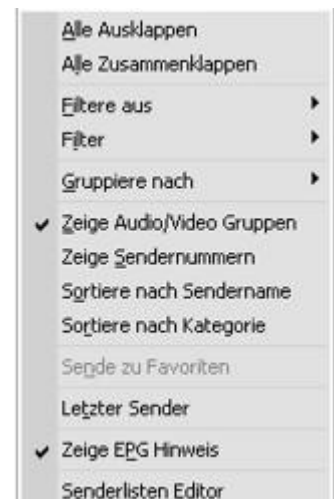 Alle Ausklappen
Alle Zusammenklappen
Filtere aus
Filter
Gruppiere nach
Zeige Audio/Video Gruppen
Zeige Sendernummern
Sortiere nach Sendername
Sortiere nach Kategorie
Sende zu Favoriten
Letzter Sender
Zeige EPG Hinweis
Senderlisten Editor